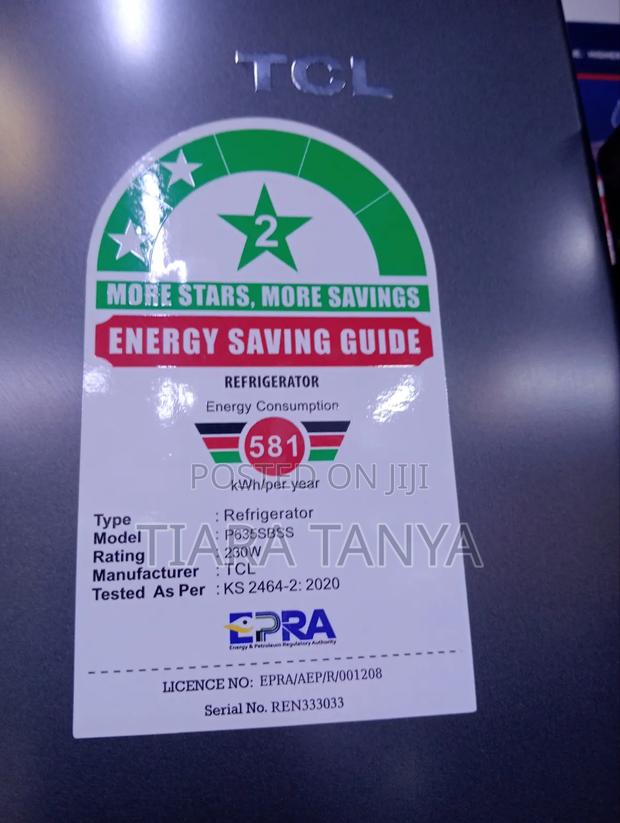 TCL
2
MORE STARS, MORE SAVINGS
ENERGY SAVING GUIDE
REFRIGERATOR
Energy Consumption
581
POSTED ON JIJI
kWh/per year
Type : Refrigerator
Model : P635SBSS
TIARA TANYA
Rating : 230W
Manufacturer : TCL
Tested As Per : KS 2464-2: 2020
EPRA
Energy & Petroleum Regulatory Authority
LICENCE NO: EPRA/AEP/R/001208
Serial No. REN333033